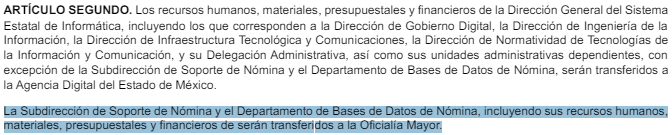 ARTÍCULO SEGUNDO. Los recursos humanos, materiales, presupuestales y financieros de la Dirección General del Sistema
Estatal de Informática, incluyendo los que corresponden a la Dirección de Gobierno Digital, la Dirección de Ingeniería de la
Información, la Dirección de Infraestructura Tecnológica y Comunicaciones, la Dirección de Normatividad de Tecnologías de
la Información y Comunicación, y su Delegación Administrativa, así como sus unidades administrativas dependientes, con
excepción de la Subdirección de Soporte de Nómina y el Departamento de Bases de Datos de Nómina, serán transferidos a
la Agencia Digital del Estado de México.
La Subdirección de Soporte de Nómina y el Departamento de Bases de Datos de Nómina, incluyendo sus recursos humanos,
materiales, presupuestales y financieros de serán transferidos a la Oficialía Mayor.